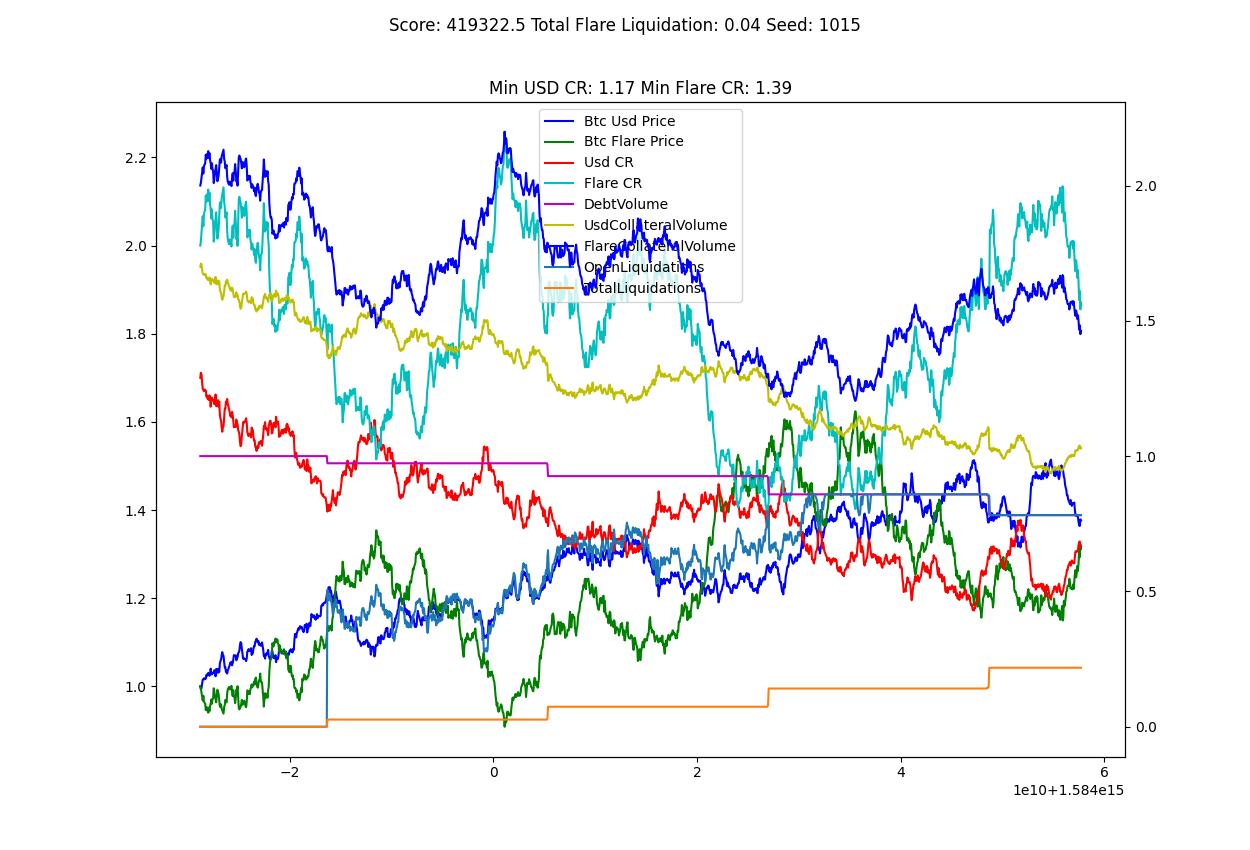 Score: 419322.5 Total Flare Liquidation: 0.04 Seed: 1015
Min USD CR: 1.17 Min Flare CR: 1.39
Btc Usd Price
Btc Flare Price
Usd CR
Flare CR
DebtVolume
UsdCollateralVolume
FlareCollateralVolume
OpenLiquidations
TotalLiquidations
2.2
2.0
1.8
1.6
1.4
1.2
1.0
2.0
1.5
1.0
0.5
0.0
−2
0
2
4
6
1e10+1.584e15